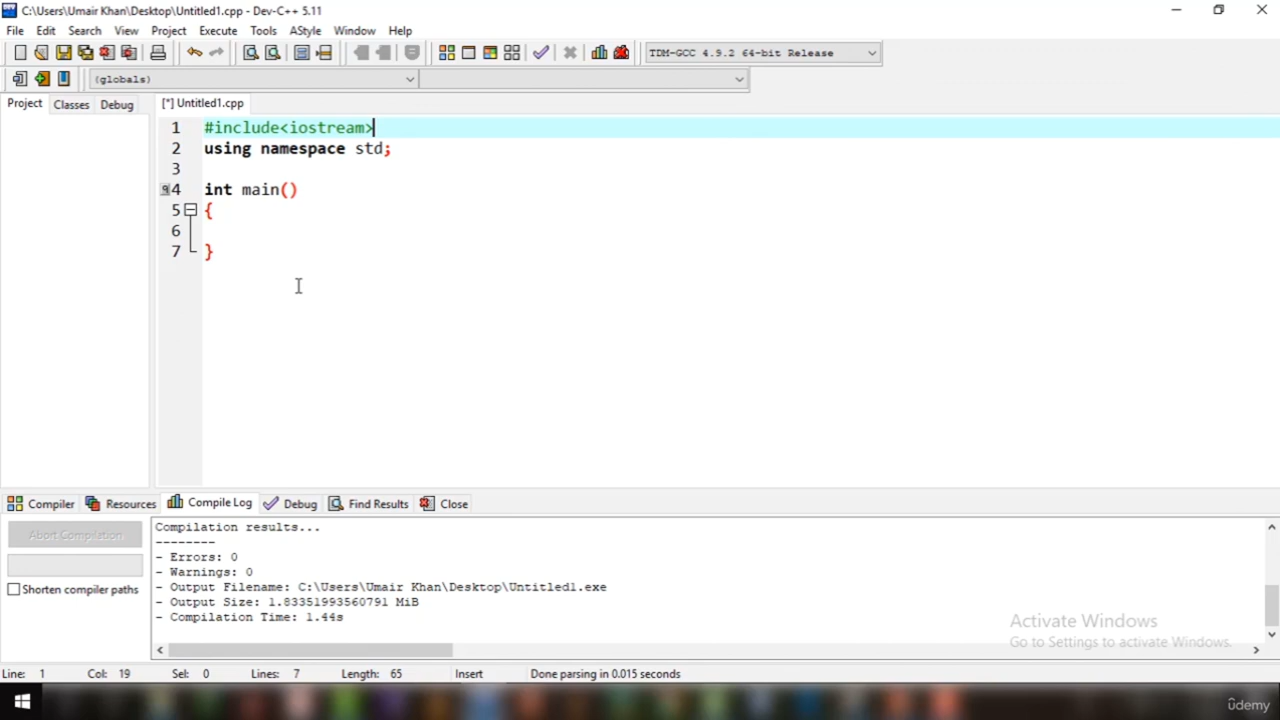 C:\Users\Umair Khan\Desktop\Untitled1.cpp - Dev-C++ 5.11
File Edit Search View Project Execute Tools AStyle Window Help
TDM-GCC 4.9.2 64-bit Release
(globals)
Project Classes Debug [*] Untitled1.cpp
1 #include<iostream>
2 using namespace std;
3
4 int main()
5 {
6
7 }
Compiler Resources Compile Log Debug Find Results Close
Abort Compilation
Shorten compiler paths
Compilation results...
--------
- Errors: 0
- Warnings: 0
- Output Filename: C:\Users\Umair Khan\Desktop\Untitled1.exe
- Output Size: 1.83351993560791 MiB
- Compilation Time: 1.44s
Activate Windows
Go to Settings to activate Windows.
Line: 1 Col: 19 Sel: 0 Lines: 7 Length: 65 Insert Done parsing in 0.015 seconds
ûdemy